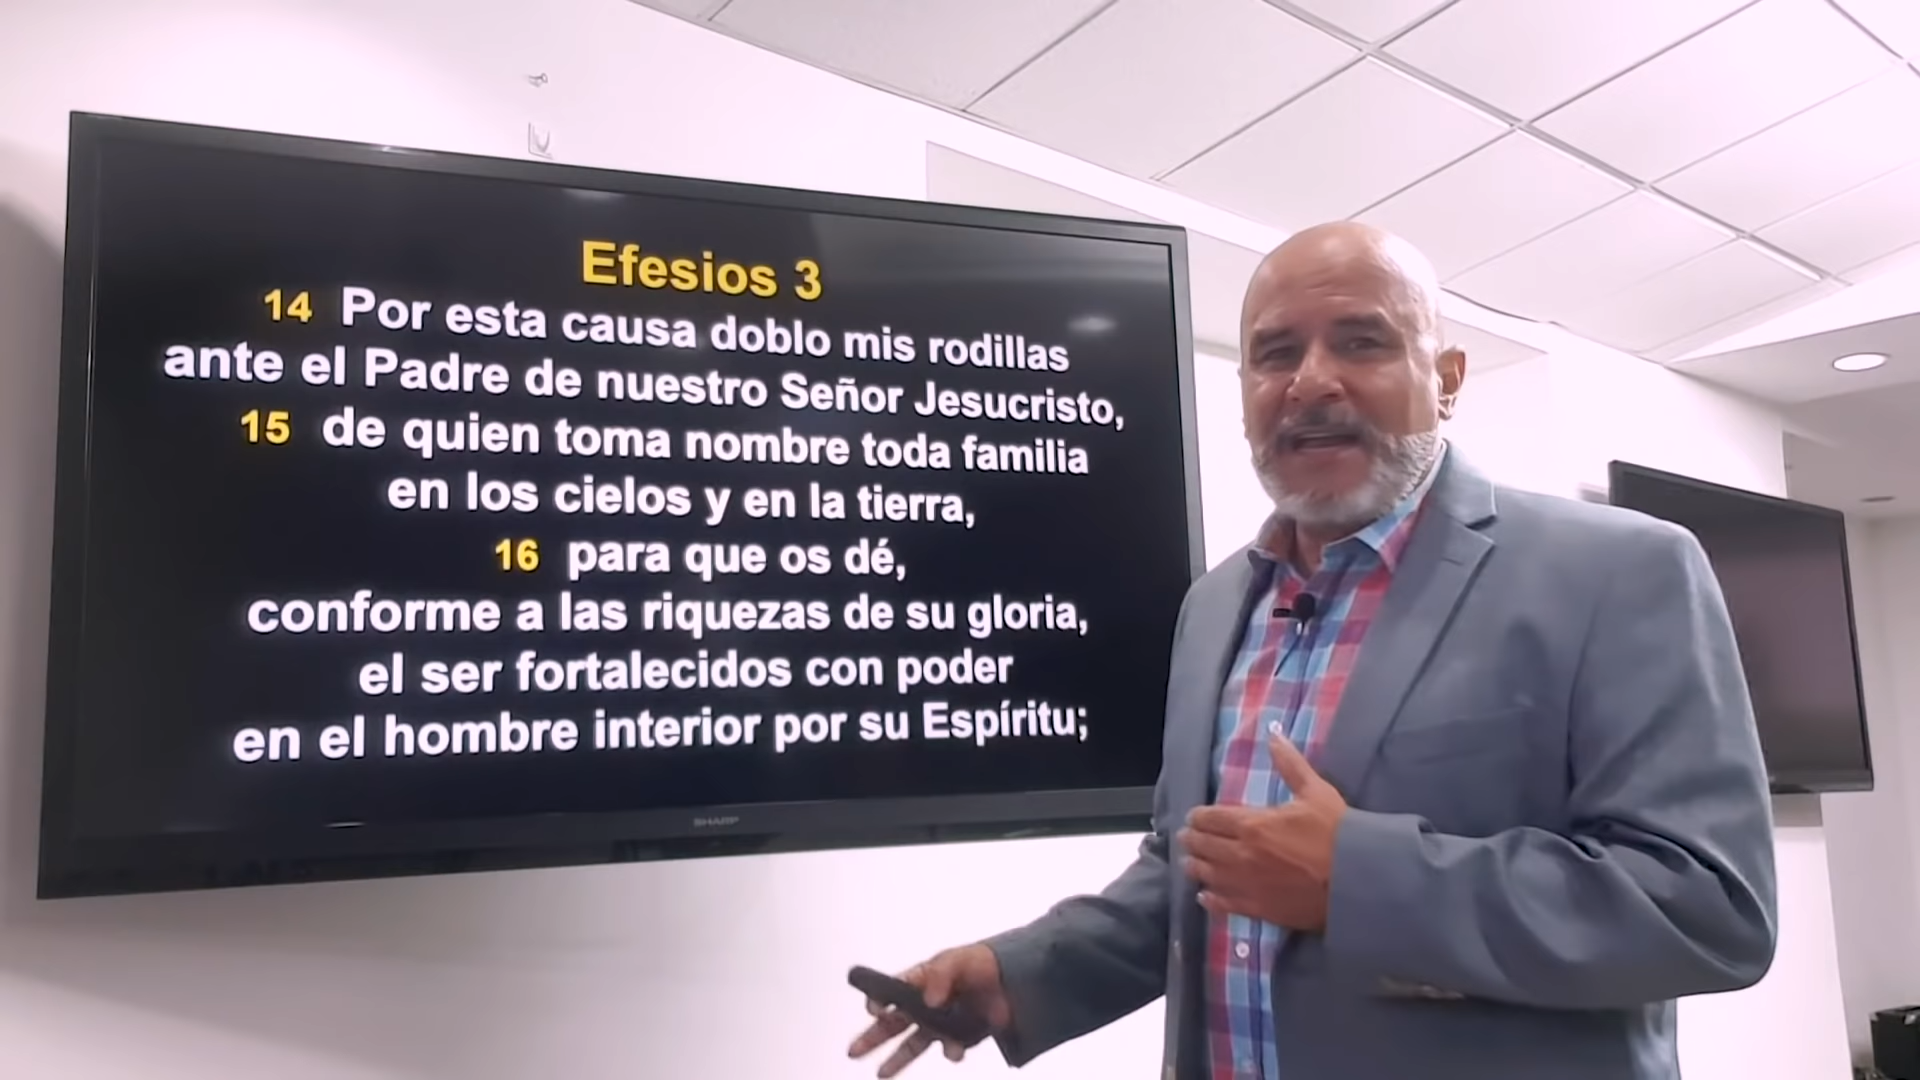 Efesios 3
14 Por esta causa doblo mis rodillas
ante el Padre de nuestro Señor Jesucristo,
15 de quien toma nombre toda familia
en los cielos y en la tierra,
16 para que os dé,
conforme a las riquezas de su gloria,
el ser fortalecidos con poder
en el hombre interior por su Espíritu;
SHARP